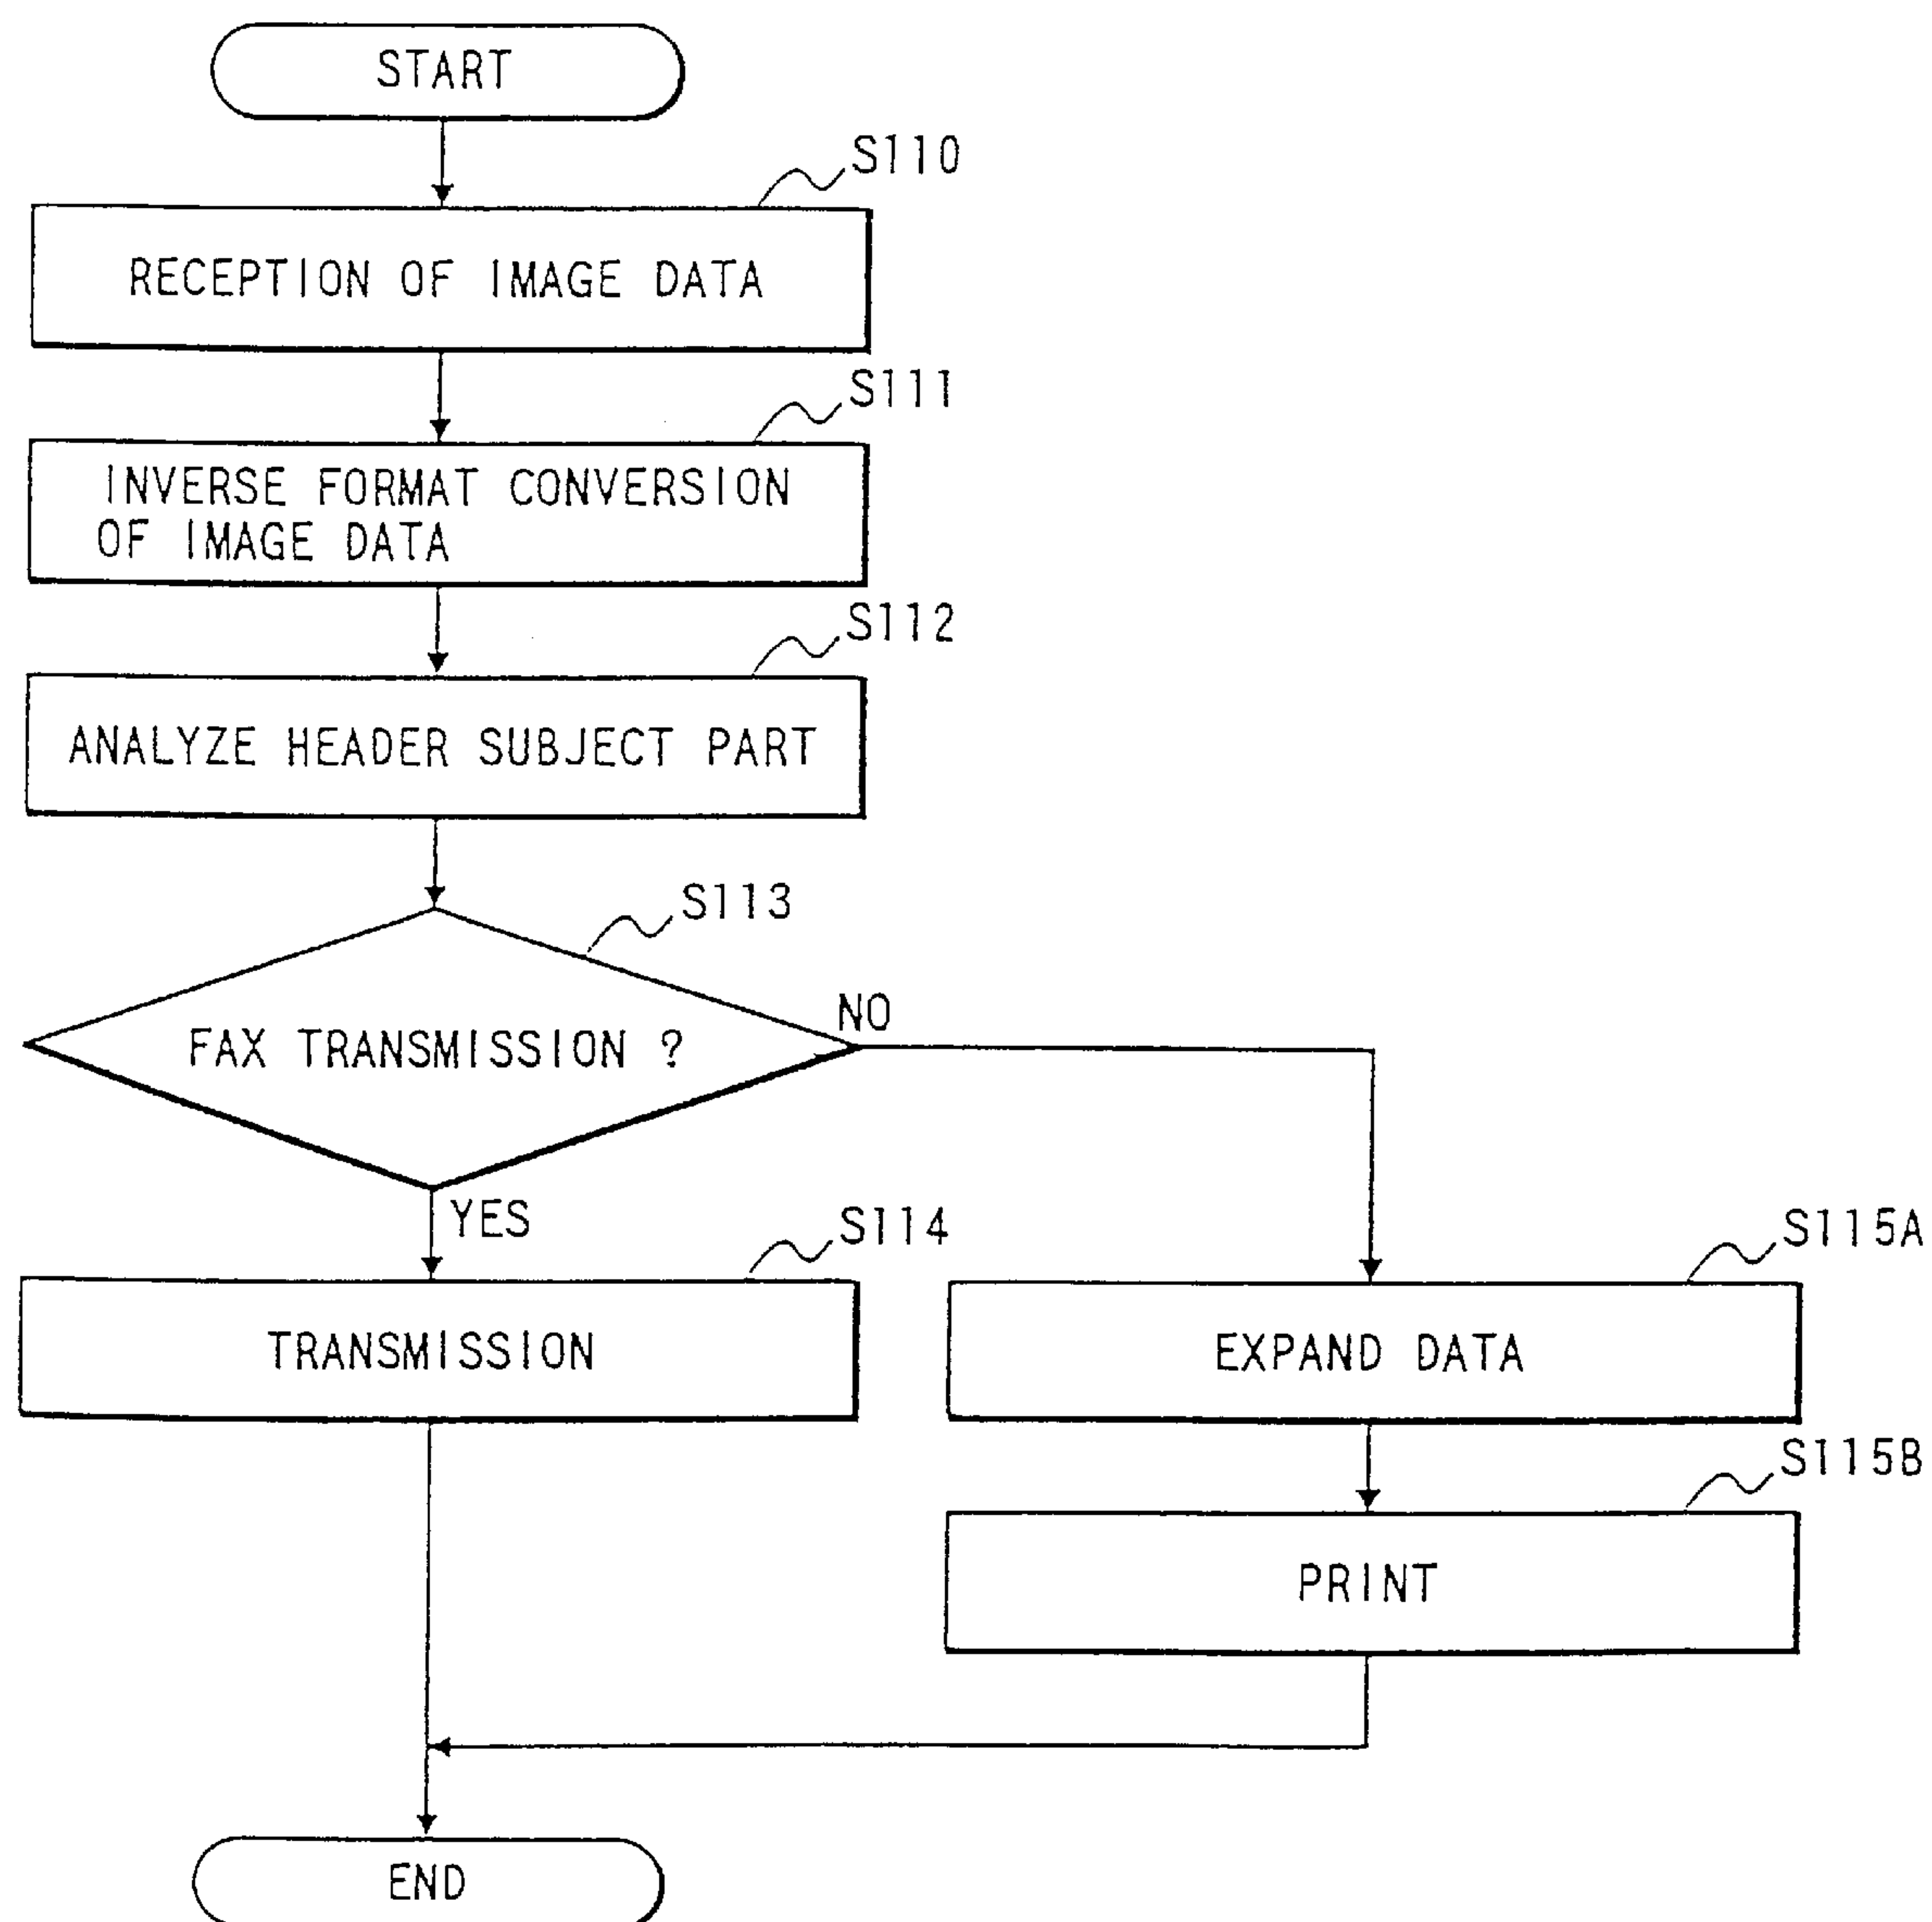 START
S110
RECEPTION OF IMAGE DATA
S111
INVERSE FORMAT CONVERSION
OF IMAGE DATA
S112
ANALYZE HEADER SUBJECT PART
S113
FAX TRANSMISSION ?
NO
YES
S114
TRANSMISSION
S115A
EXPAND DATA
S115B
PRINT
END